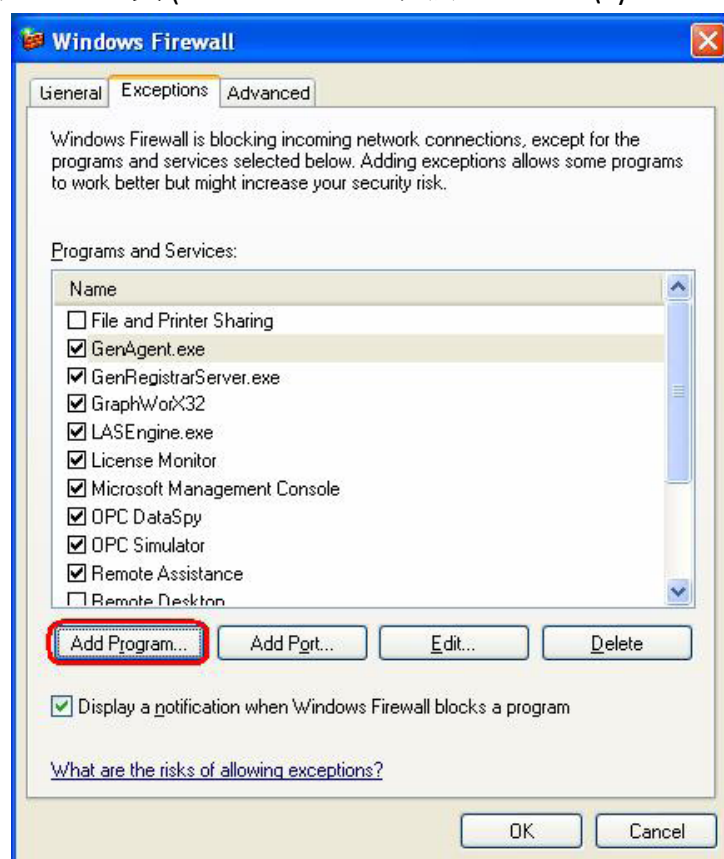 Windows Firewall
General Exceptions Advanced
Windows Firewall is blocking incoming network connections, except for the
programs and services selected below. Adding exceptions allows some programs
to work better but might increase your security risk.
Programs and Services:
Name
File and Printer Sharing
GenAgent.exe
GenRegistrarServer.exe
GraphWorX32
LASEngine.exe
License Monitor
Microsoft Management Console
OPC DataSpy
OPC Simulator
Remote Assistance
Remote Desktop
Add Program... Add Port... Edit... Delete
Display a notification when Windows Firewall blocks a program
What are the risks of allowing exceptions?
OK Cancel